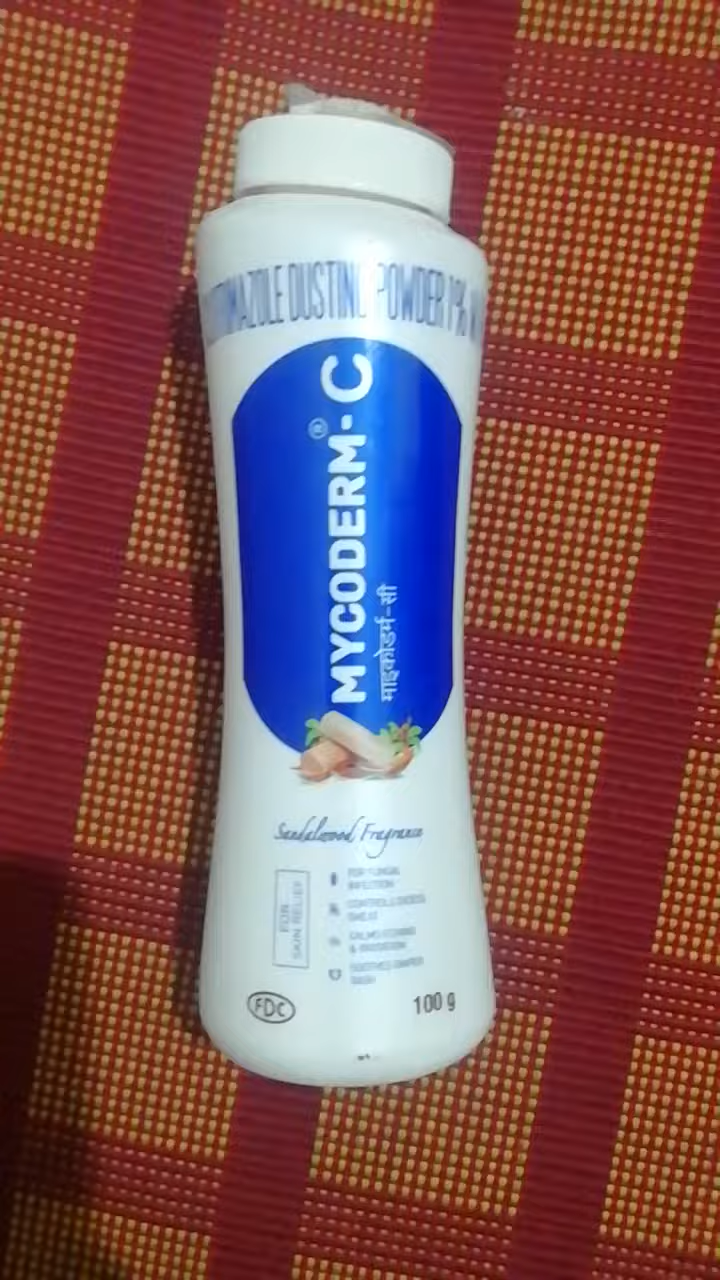 DUSTING POWDER 1%
MYCODERM®-C
माइकोडर्म-सी
Sandalwood Fragrance
FOR
SKIN RELIEF
FOR FUNGAL
INFECTION
CONTROLS EXCESS
SWEAT
CALMS ITCHING
& IRRITATION
SOOTHES DIAPER
RASH
FDC
100 g